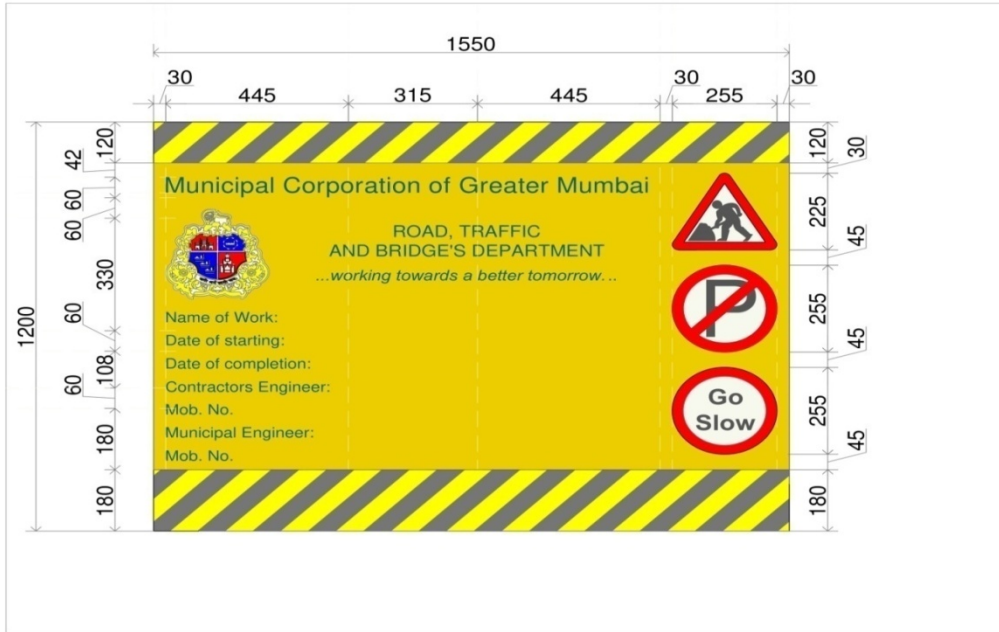 1550
30
30
30
445
315
445
255
1200
120
42
60
60
330
60
108
60
180
180
Municipal Corporation of Greater Mumbai
ROAD, TRAFFIC
AND BRIDGE'S DEPARTMENT
...working towards a better tomorrow...
Name of Work:
Date of starting:
Date of completion:
Contractors Engineer:
Mob. No.
Municipal Engineer:
Mob. No.
P
Go
Slow
120
30
225
45
255
45
255
45
180